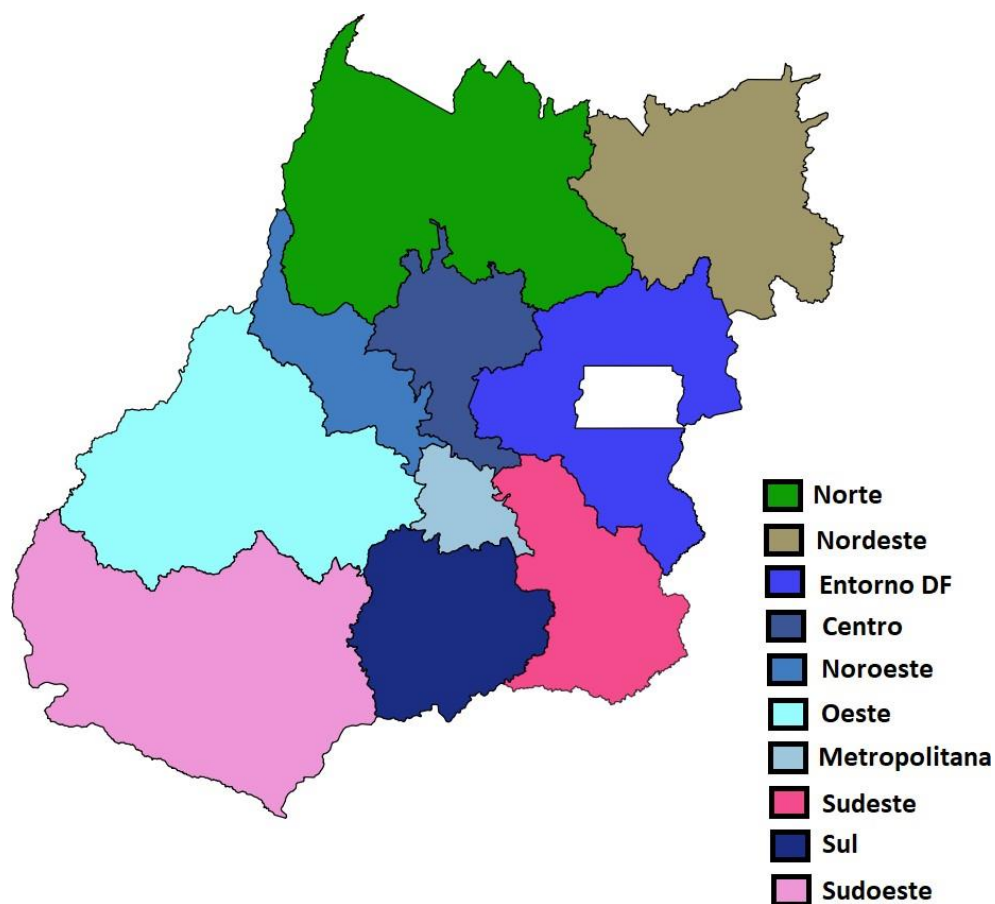 Norte
Nordeste
Entorno DF
Centro
Noroeste
Oeste
Metropolitana
Sudeste
Sul
Sudoeste